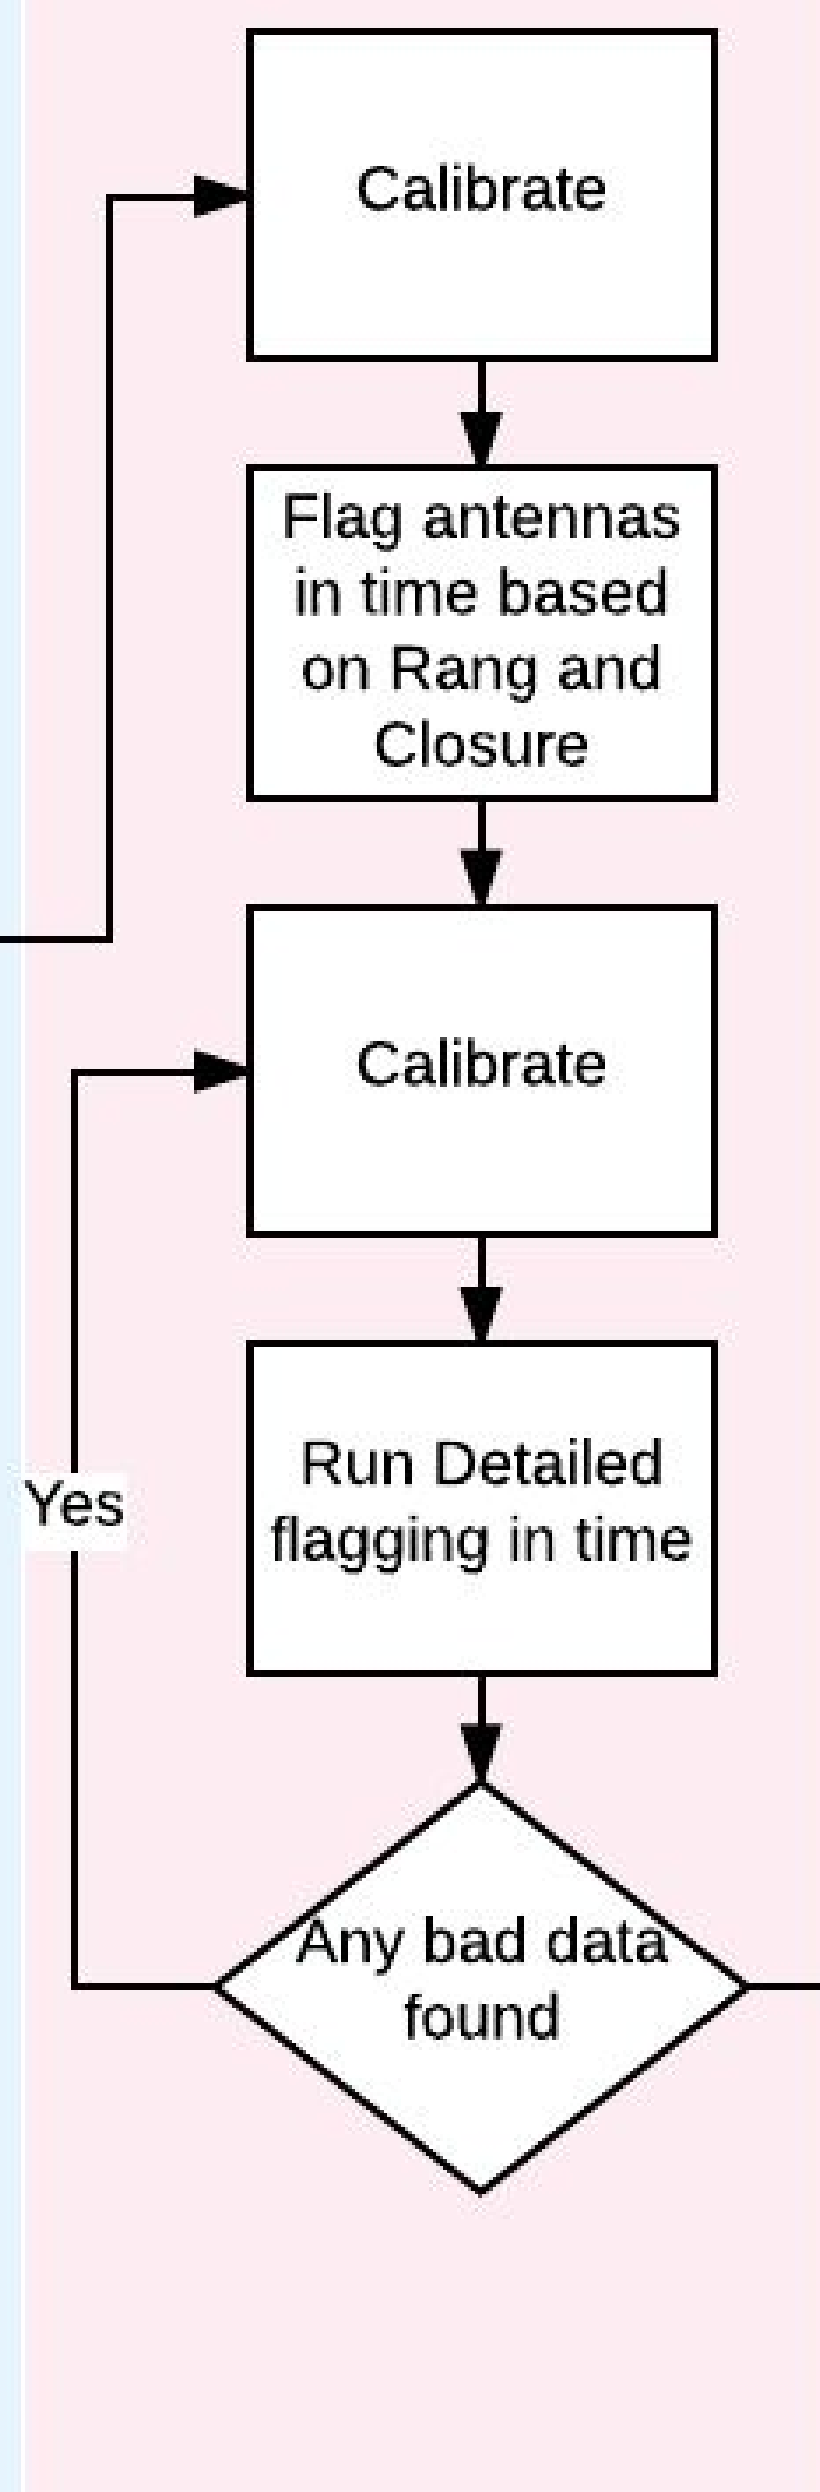 Calibrate
Flag antennas
in time based
on Rang and
Closure
Calibrate
Run Detailed
flagging in time
Yes
Any bad data
found